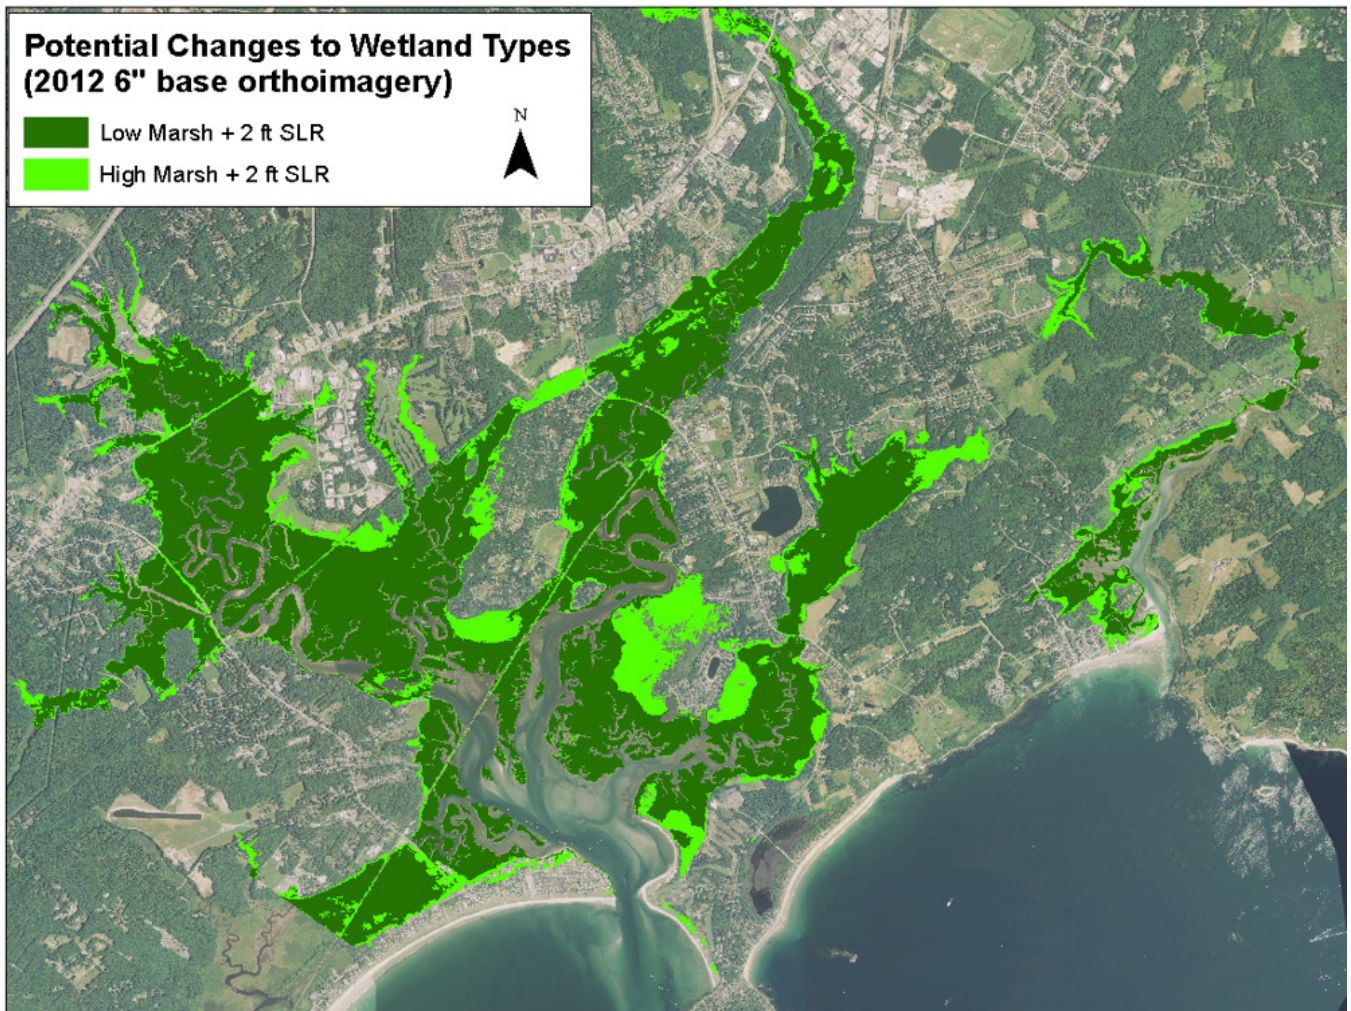 Potential Changes to Wetland Types
(2012 6" base orthoimagery)
N
Low Marsh + 2 ft SLR
High Marsh + 2 ft SLR